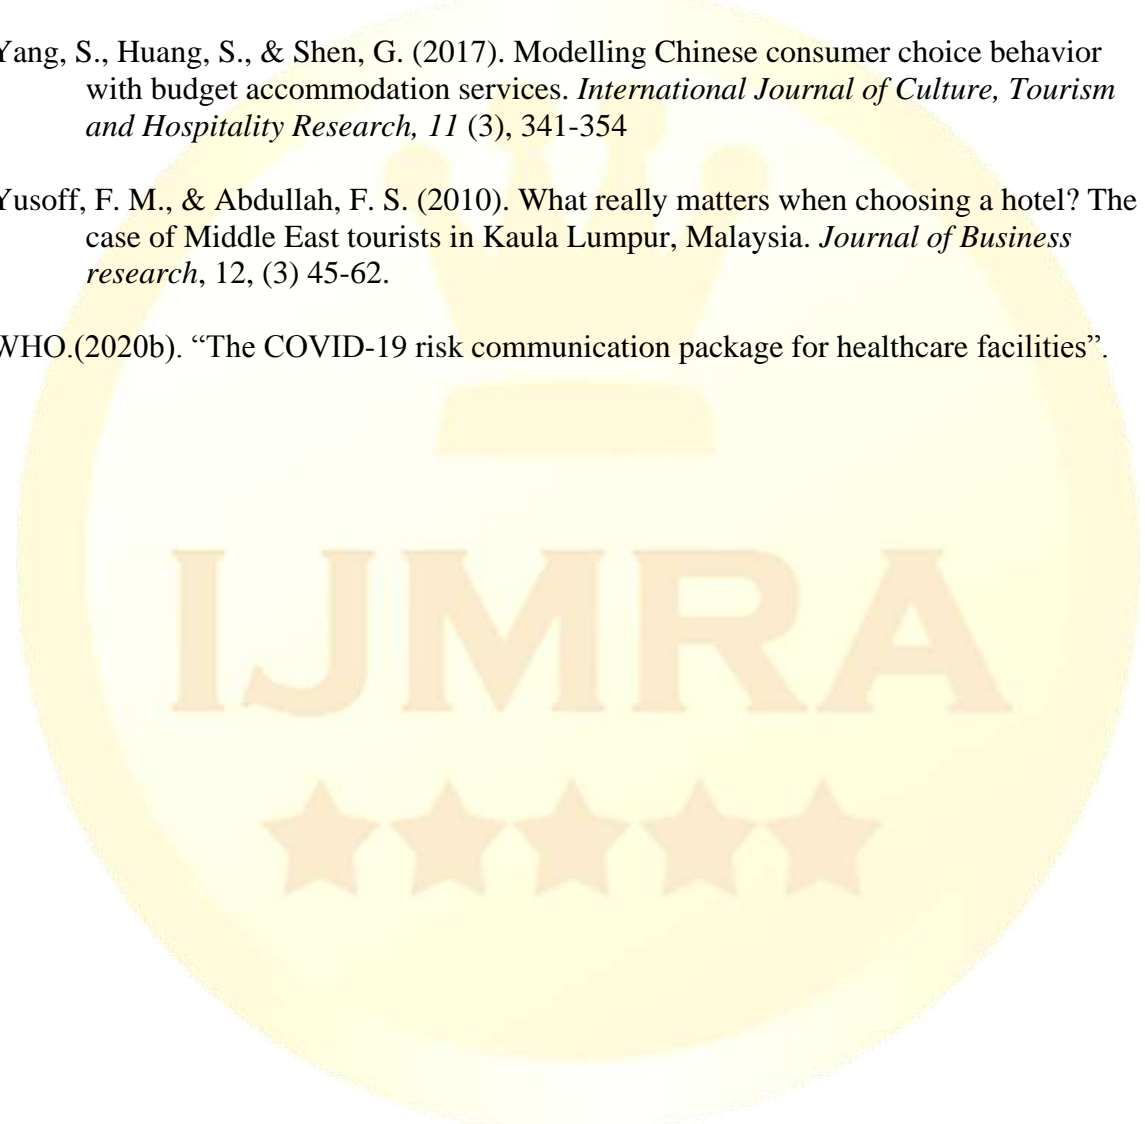 Yang, S., Huang, S., & Shen, G. (2017). Modelling Chinese consumer choice behavior
with budget accommodation services. International Journal of Culture, Tourism
and Hospitality Research, 11 (3), 341-354
Yusoff, F. M., & Abdullah, F. S. (2010). What really matters when choosing a hotel? The
case of Middle East tourists in Kaula Lumpur, Malaysia. Journal of Business
research, 12, (3) 45-62.
WHO.(2020b). “The COVID-19 risk communication package for healthcare facilities”.
IJMRA